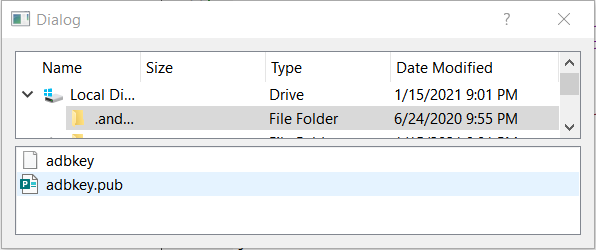 Dialog
Name Size Type Date Modified
Local Di... Drive 1/15/2021 9:01 PM
.and... File Folder 6/24/2020 9:55 PM
adbkey
adbkey.pub